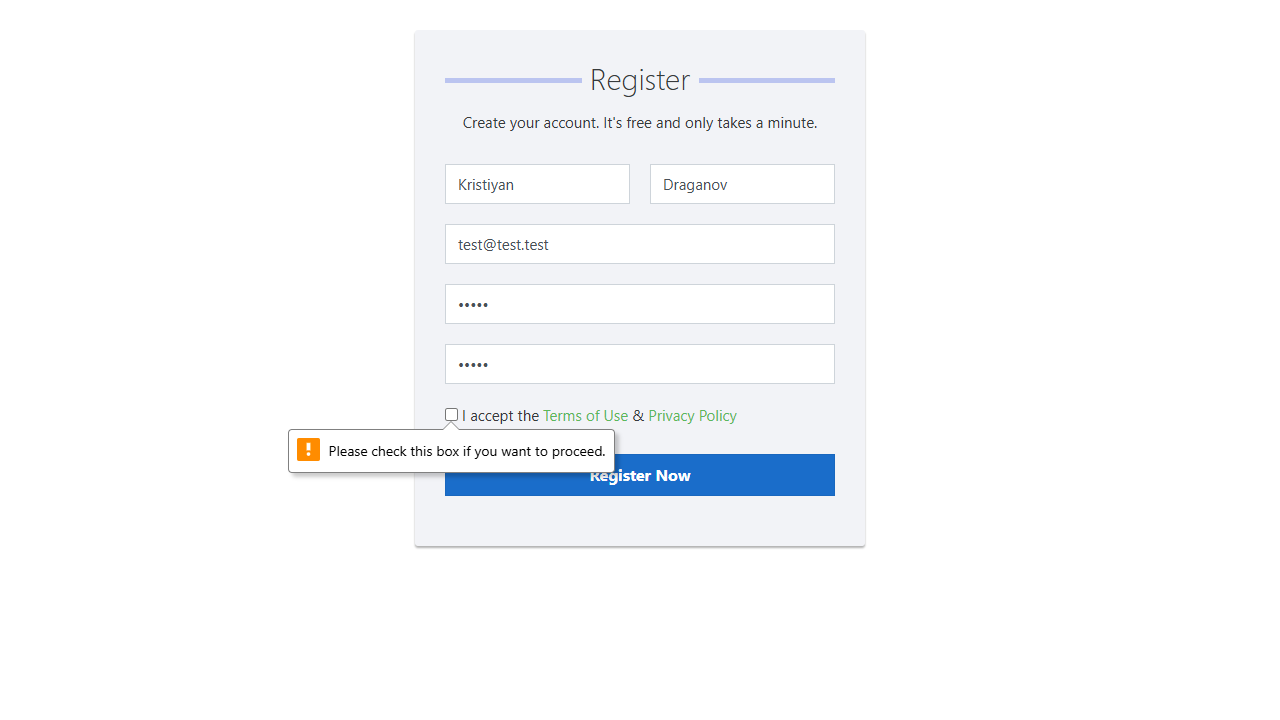 Register
Create your account. It's free and only takes a minute.
Kristiyan Draganov
test@test.test
•••••
•••••
I accept the Terms of Use & Privacy Policy
Please check this box if you want to proceed.
Register Now